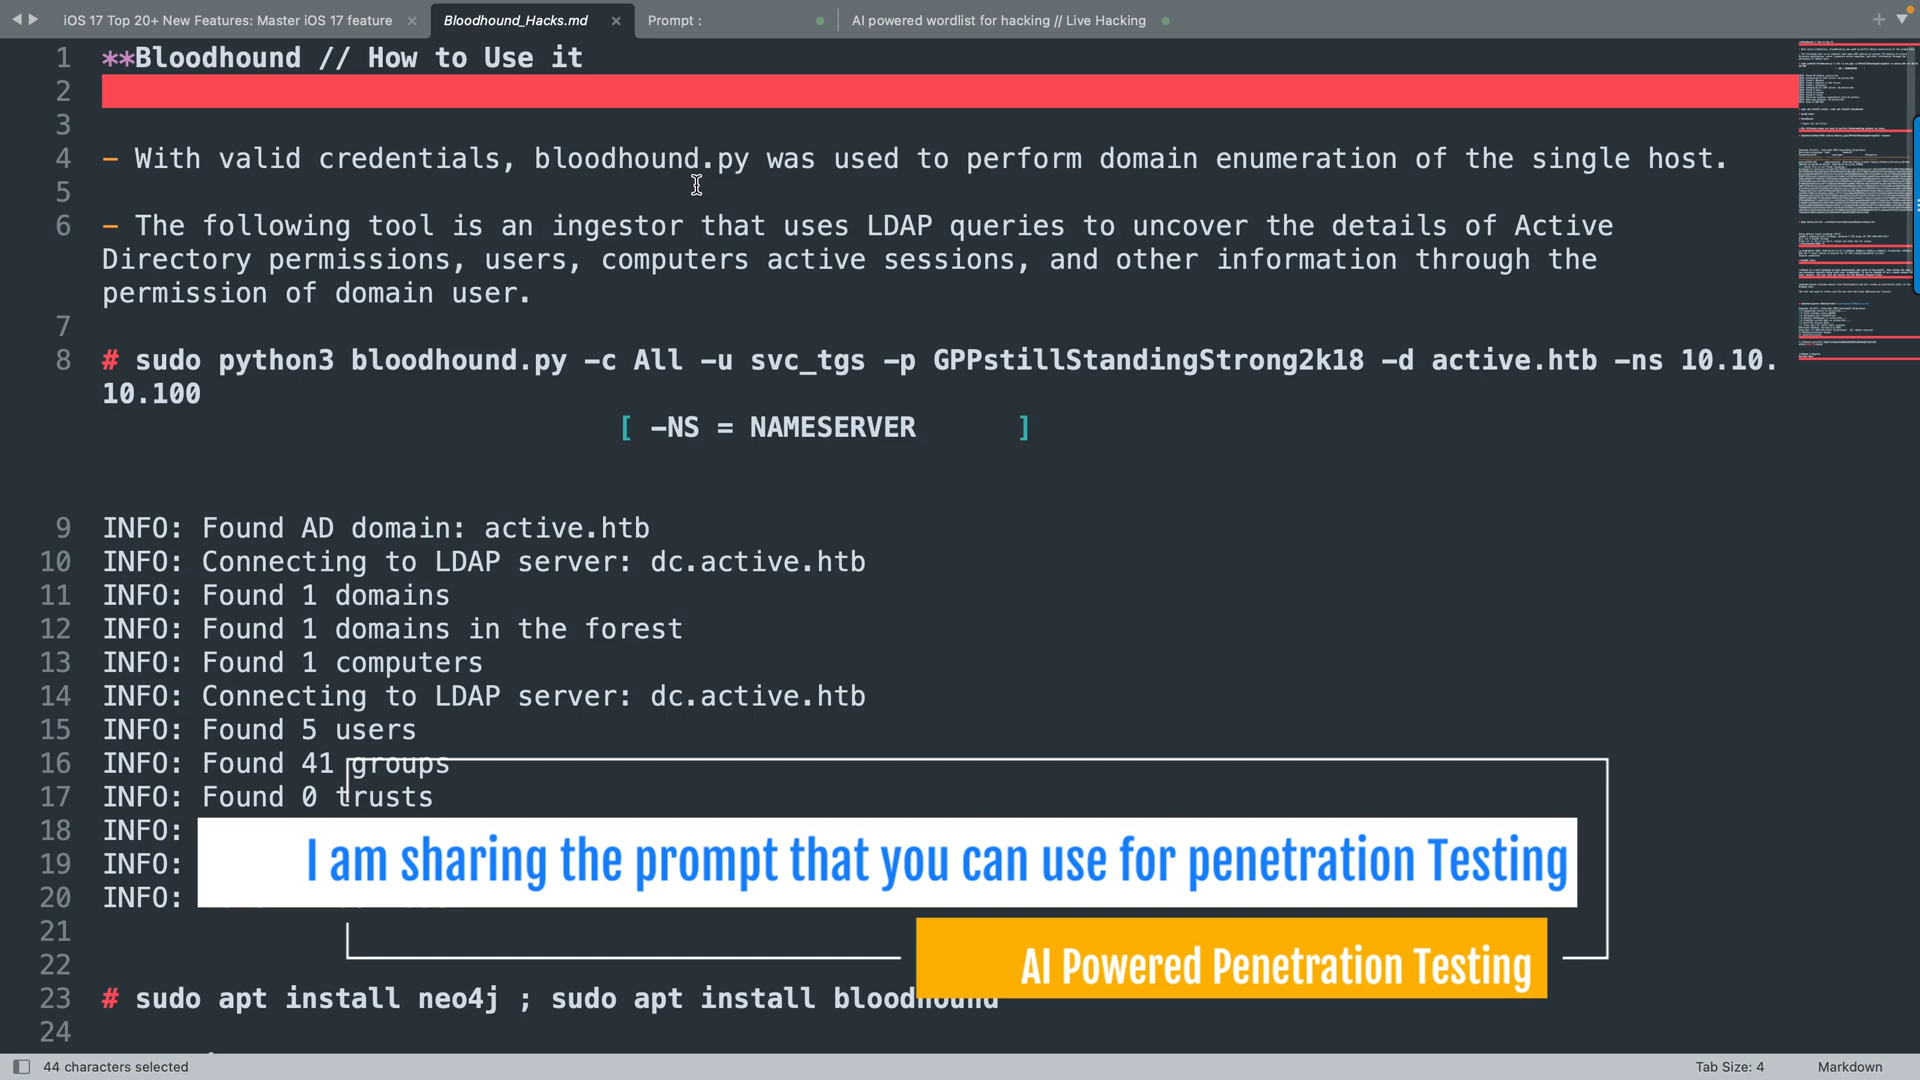 iOS 17 Top 20+ New Features: Master iOS 17 feature
Bloodhound_Hacks.md
Prompt :
AI powered wordlist for hacking // Live Hacking
1 **Bloodhound // How to Use it
2
3
4 – With valid credentials, bloodhound.py was used to perform domain enumeration of the single host.
5
6 – The following tool is an ingestor that uses LDAP queries to uncover the details of Active
Directory permissions, users, computers active sessions, and other information through the
permission of domain user.
7
8 # sudo python3 bloodhound.py -c All -u svc_tgs -p GPPstillStandingStrong2k18 -d active.htb -ns 10.10.
10.100
[ -NS = NAMESERVER ]
9 INFO: Found AD domain: active.htb
10 INFO: Connecting to LDAP server: dc.active.htb
11 INFO: Found 1 domains
12 INFO: Found 1 domains in the forest
13 INFO: Found 1 computers
14 INFO: Connecting to LDAP server: dc.active.htb
15 INFO: Found 5 users
16 INFO: Found 41 groups
17 INFO: Found 0 trusts
18 INFO:
19 INFO:
20 INFO:
I am sharing the prompt that you can use for penetration Testing
21
22
AI Powered Penetration Testing
23 # sudo apt install neo4j ; sudo apt install bloodhound
24
44 characters selected
Tab Size: 4
Markdown